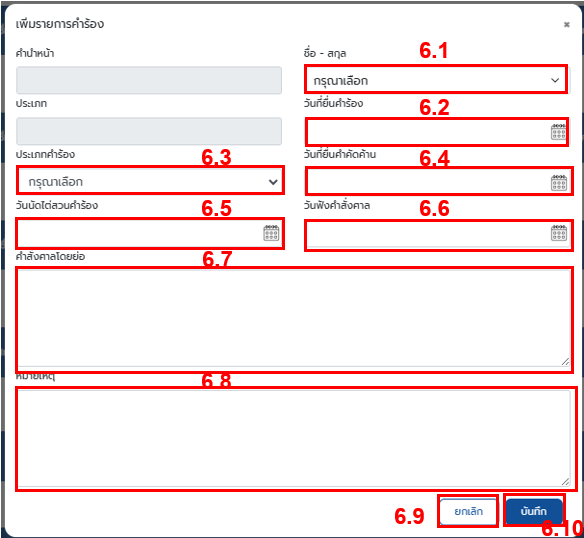 เพิ่มรายการคำร้อง
คำนำหน้า
ชื่อ - สกุล
6.1
กรุณาเลือก
ประเภท
วันที่ยื่นคำร้อง
6.2
ประเภทคำร้อง
6.3
วันที่ยื่นคำคัดค้าน
6.4
กรุณาเลือก
วันนัดไต่สวนคำร้อง
6.5
วันฟังคำสั่งศาล
6.6
คำสั่งศาลโดยย่อ
6.7
หมายเหตุ
6.8
6.9
ยกเลิก
บันทึก
6.10